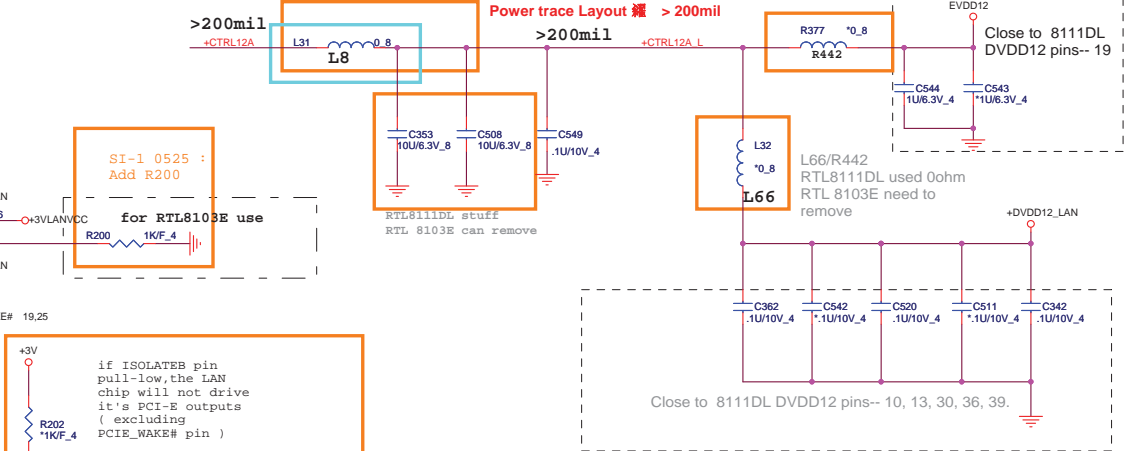 Power trace Layout 纙 > 200mil
>200mil
>200mil
+CTRL12A
L31
0_8
L8
+CTRL12A_L
R377
*0_8
R442
EVDD12
Close to 8111DL
DVDD12 pins-- 19
C544
1U/6.3V_4
C543
*1U/6.3V_4
C353
10U/6.3V_8
C508
10U/6.3V_8
C549
.1U/10V_4
RTL8111DL stuff
RTL 8103E can remove
L32
*0_8
L66
L66/R442
RTL8111DL used 0ohm
RTL 8103E need to
remove
SI-1 0525 :
Add R200
+3VLANVCC
for RTL8103E use
R200
1K/F_4
+DVDD12_LAN
C362
.1U/10V_4
C542
*.1U/10V_4
C520
.1U/10V_4
C511
*.1U/10V_4
C342
.1U/10V_4
Close to 8111DL DVDD12 pins-- 10, 13, 30, 36, 39.
E# 19,25
+3V
R202
*1K/F_4
if ISOLATEB pin
pull-low,the LAN
chip will not drive
it's PCI-E outputs
( excluding
PCIE_WAKE# pin )